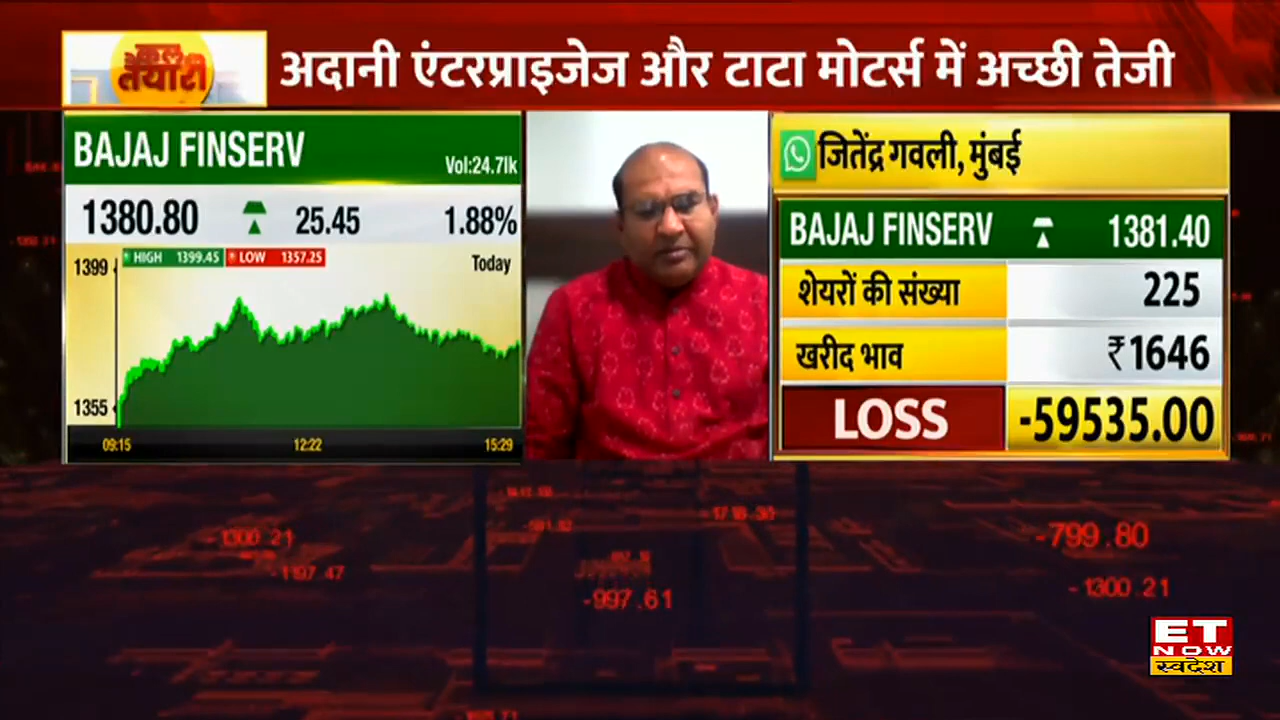 कल की
तैयारी
अदानी एंटरप्राइजेज और टाटा मोटर्स में अच्छी तेजी
BAJAJ FINSERV
Vol:24.7lk
1380.80 25.45 1.88%
HIGH 1399.45 LOW 1357.25
Today
1399
1355
09:15 12:22 15:29
जितेंद्र गवली, मुंबई
BAJAJ FINSERV 1381.40
शेयरों की संख्या 225
खरीद भाव ₹1646
LOSS -59535.00
-1300.21
-1197.47
-997.61
-799.80
-1300.21
ET
NOW
स्वदेश